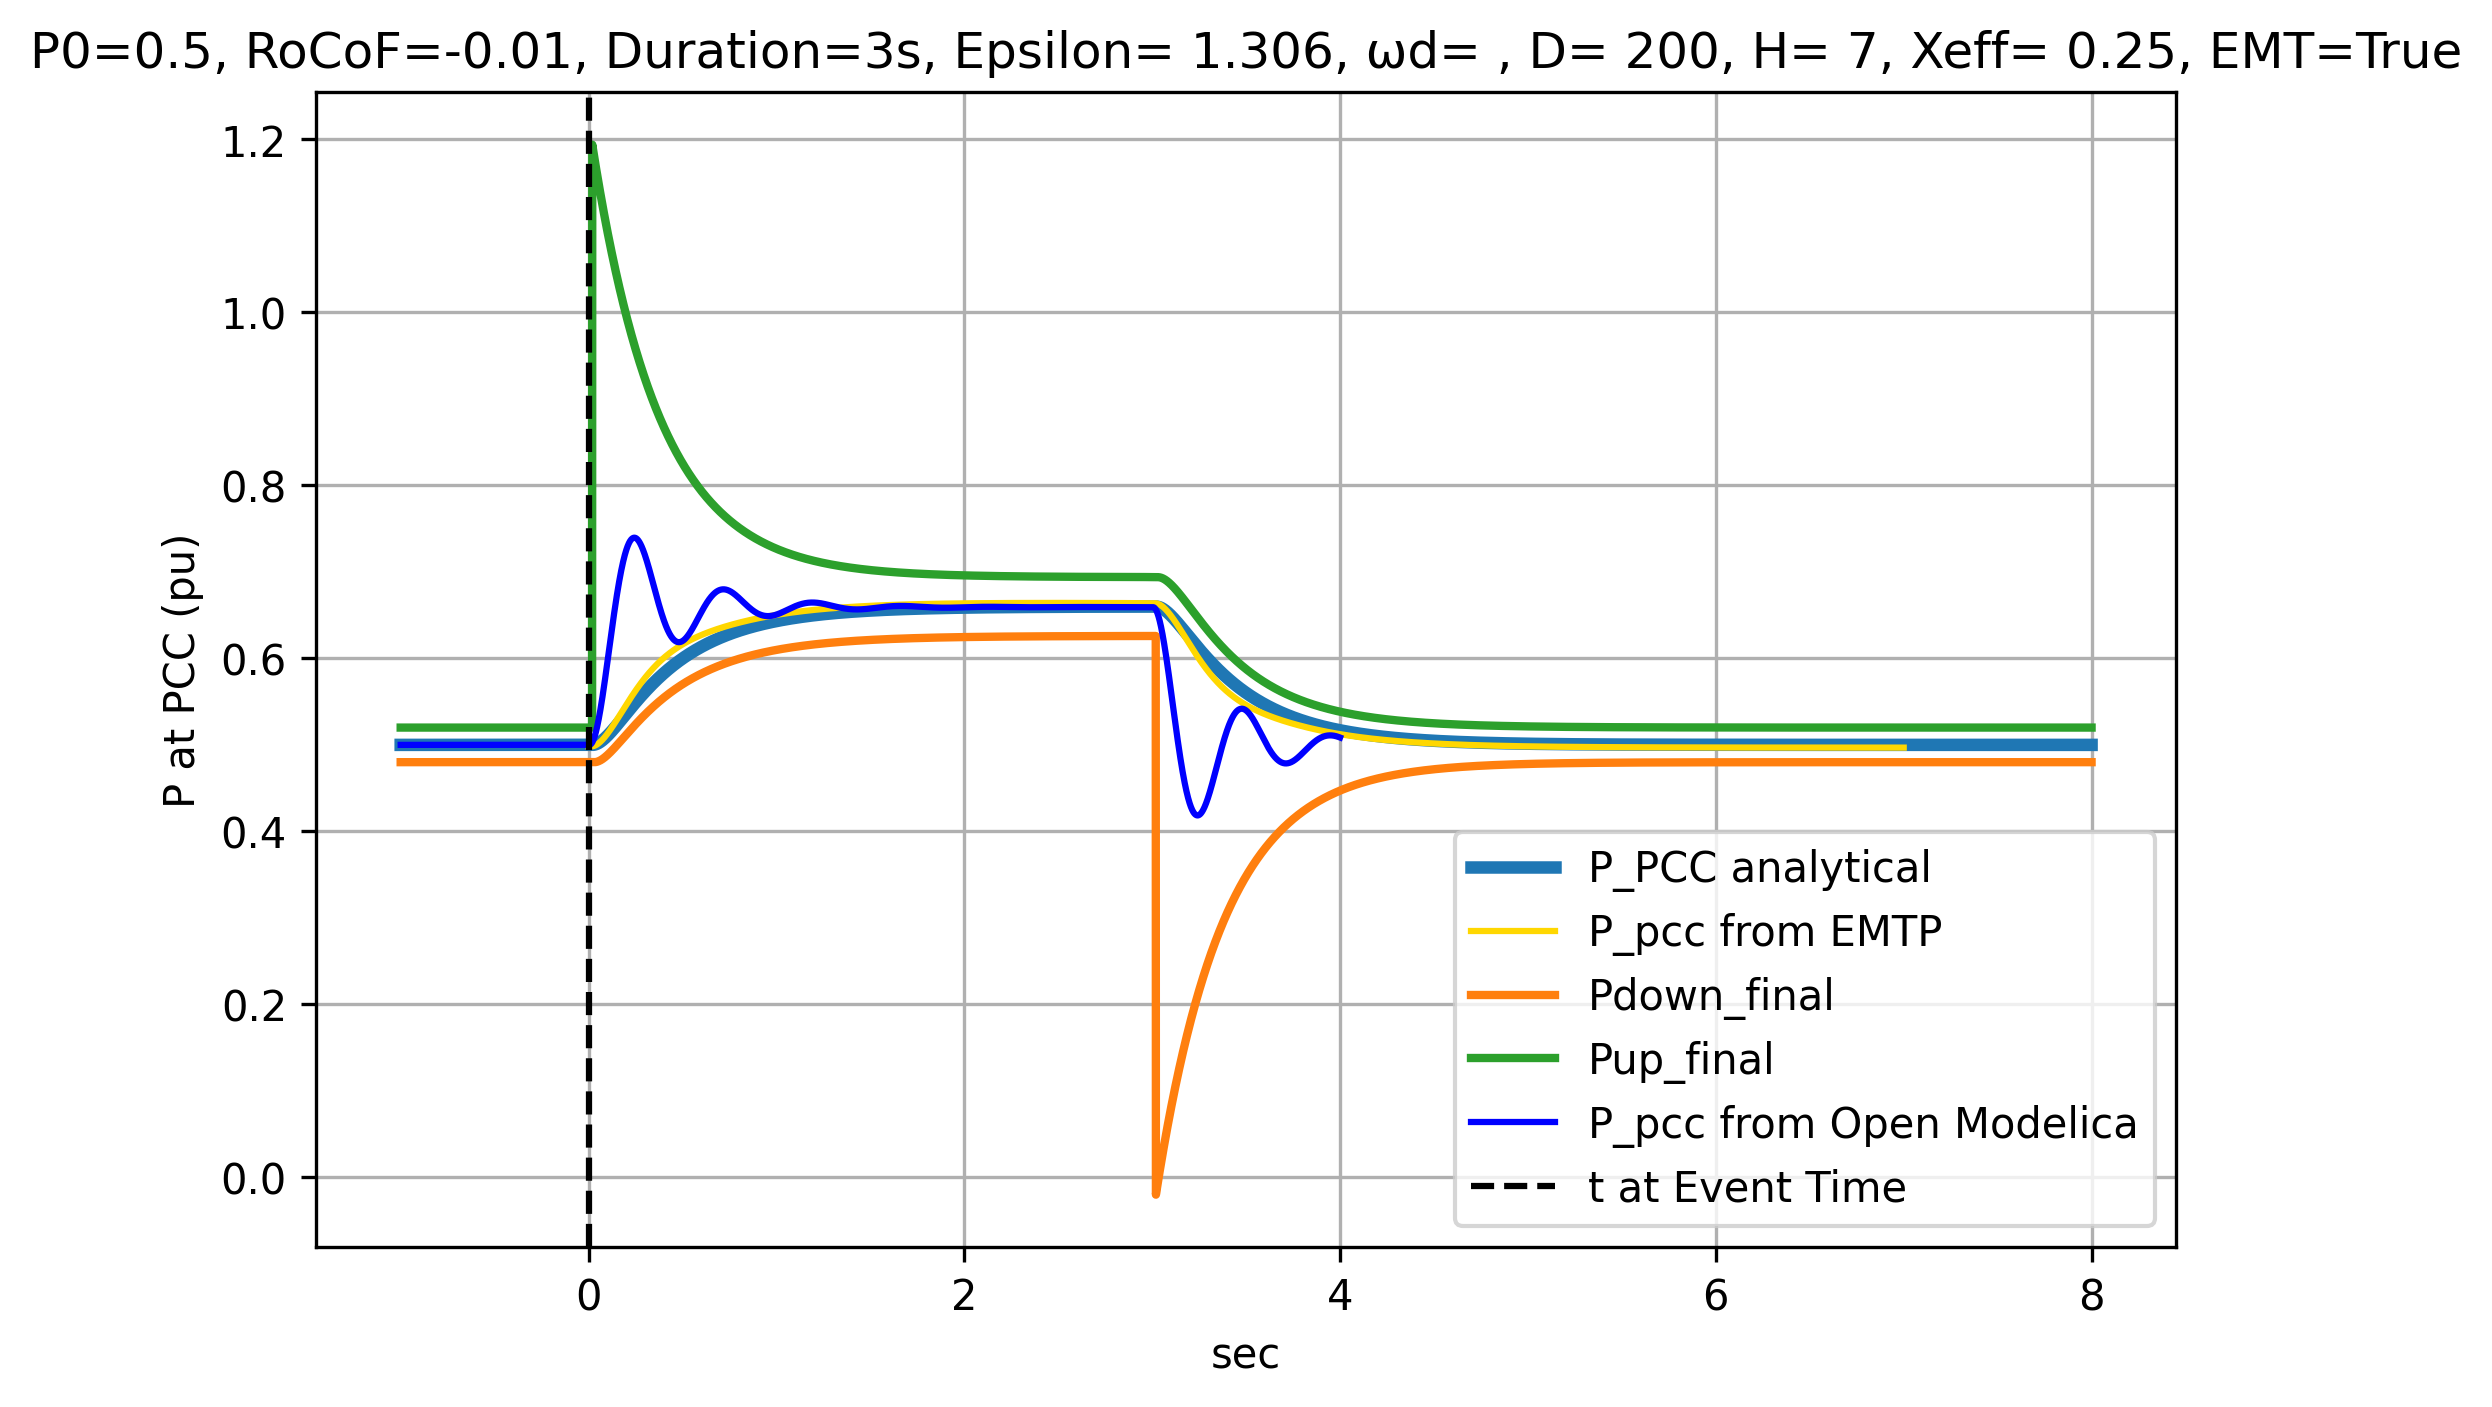 P0=0.5, RoCoF=-0.01, Duration=3s, Epsilon= 1.306, ωd= , D= 200, H= 7, Xeff= 0.25, EMT=True
1.2
1.0
0.8
0.6
0.4
0.2
0.0
P at PCC (pu)
P_PCC analytical
P_pcc from EMTP
Pdown_final
Pup_final
P_pcc from Open Modelica
t at Event Time
0 2 4 6 8
sec